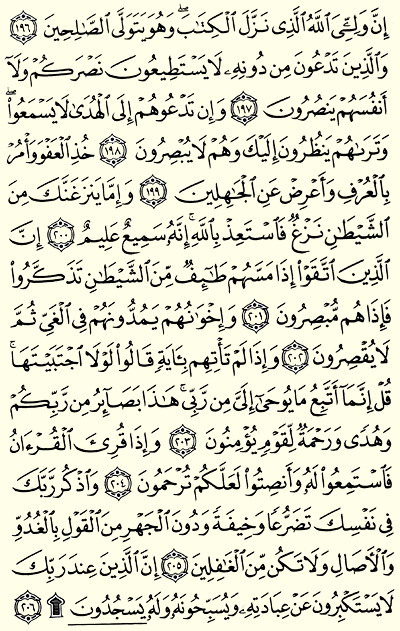 إِنَّ وَلِـِّۧيَ ٱللَّهُ ٱلَّذِى نَزَّلَ ٱلْكِتَٰبَ ۖ وَهُوَ يَتَوَلَّى ٱلصَّٰلِحِينَ ١٩٦
وَٱلَّذِينَ تَدْعُونَ مِن دُونِهِۦ لَا يَسْتَطِيعُونَ نَصْرَكُمْ وَلَآ
أَنفُسَهُمْ يَنصُرُونَ ١٩٧ وَإِن تَدْعُوهُمْ إِلَى ٱلْهُدَىٰ لَا يَسْمَعُوا۟ ۖ
وَتَرَىٰهُمْ يَنظُرُونَ إِلَيْكَ وَهُمْ لَا يُبْصِرُونَ ١٩٨ خُذِ ٱلْعَفْوَ وَأْمُرْ
بِٱلْعُرْفِ وَأَعْرِضْ عَنِ ٱلْجَٰهِلِينَ ١٩٩ وَإِمَّا يَنزَغَنَّكَ مِنَ
ٱلشَّيْطَٰنِ نَزْغٌ فَٱسْتَعِذْ بِٱللَّهِ ۚ إِنَّهُۥ سَمِيعٌ عَلِيمٌ ٢٠٠ إِنَّ
ٱلَّذِينَ ٱتَّقَوْا۟ إِذَا مَسَّهُمْ طَٰٓئِفٌ مِّنَ ٱلشَّيْطَٰنِ تَذَكَّرُوا۟
فَإِذَا هُم مُّبْصِرُونَ ٢٠١ وَإِخْوَٰنُهُمْ يَمُدُّونَهُمْ فِى ٱلْغَىِّ ثُمَّ
لَا يُقْصِرُونَ ٢٠٢ وَإِذَا لَمْ تَأْتِهِم بِـَٔايَةٍ قَالُوا۟ لَوْلَا ٱجْتَبَيْتَهَا ۚ
قُلْ إِنَّمَآ أَتَّبِعُ مَا يُوحَىٰٓ إِلَىَّ مِن رَّبِّى ۚ هَٰذَا بَصَآئِرُ مِن رَّبِّكُمْ
وَهُدًى وَرَحْمَةٌ لِّقَوْمٍ يُؤْمِنُونَ ٢٠٣ وَإِذَا قُرِئَ ٱلْقُرْءَانُ
فَٱسْتَمِعُوا۟ لَهُۥ وَأَنصِتُوا۟ لَعَلَّكُمْ تُرْحَمُونَ ٢٠٤ وَٱذْكُر رَّبَّكَ
فِى نَفْسِكَ تَضَرُّعًا وَخِيفَةً وَدُونَ ٱلْجَهْرِ مِنَ ٱلْقَوْلِ بِٱلْغُدُوِّ
وَٱلْءَاصَالِ وَلَا تَكُن مِّنَ ٱلْغَٰفِلِينَ ٢٠٥ إِنَّ ٱلَّذِينَ عِندَ رَبِّكَ
لَا يَسْتَكْبِرُونَ عَنْ عِبَادَتِهِۦ وَيُسَبِّحُونَهُۥ وَلَهُۥ يَسْجُدُونَ ۩ ٢٠٦